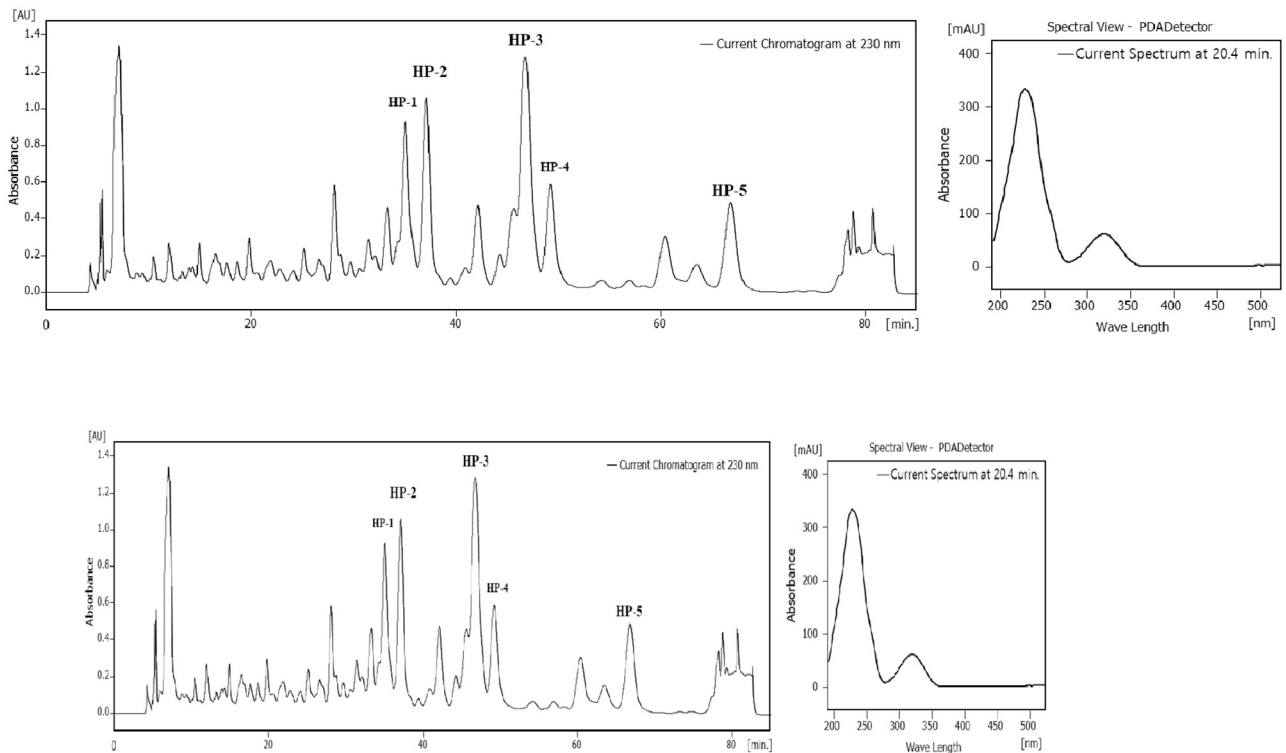 [AU]
1.4
1.2
1.0
0.8
0.6
0.4
0.2
0.0
Absorbance
HP-1
HP-2
HP-3
HP-4
HP-5
— Current Chromatogram at 230 nm
0
20
40
60
80
[min.]
Spectral View - PDADetector
[mAU]
400
300
200
100
0
Absorbance
— Current Spectrum at 20.4 min.
200
250
300
350
400
450
500
[nm]
Wave Length
[AU]
1.4
1.2
1.0
0.8
0.6
0.4
0.2
0.0
Absorbance
HP-1
HP-2
HP-3
HP-4
HP-5
— Current Chromatogram at 230 nm
0
20
40
60
80
[min.]
Spectral View - PDADetector
[mAU]
400
300
200
100
0
Absorbance
— Current Spectrum at 20.4 min.
200
250
300
350
400
450
500
[nm]
Wave Length